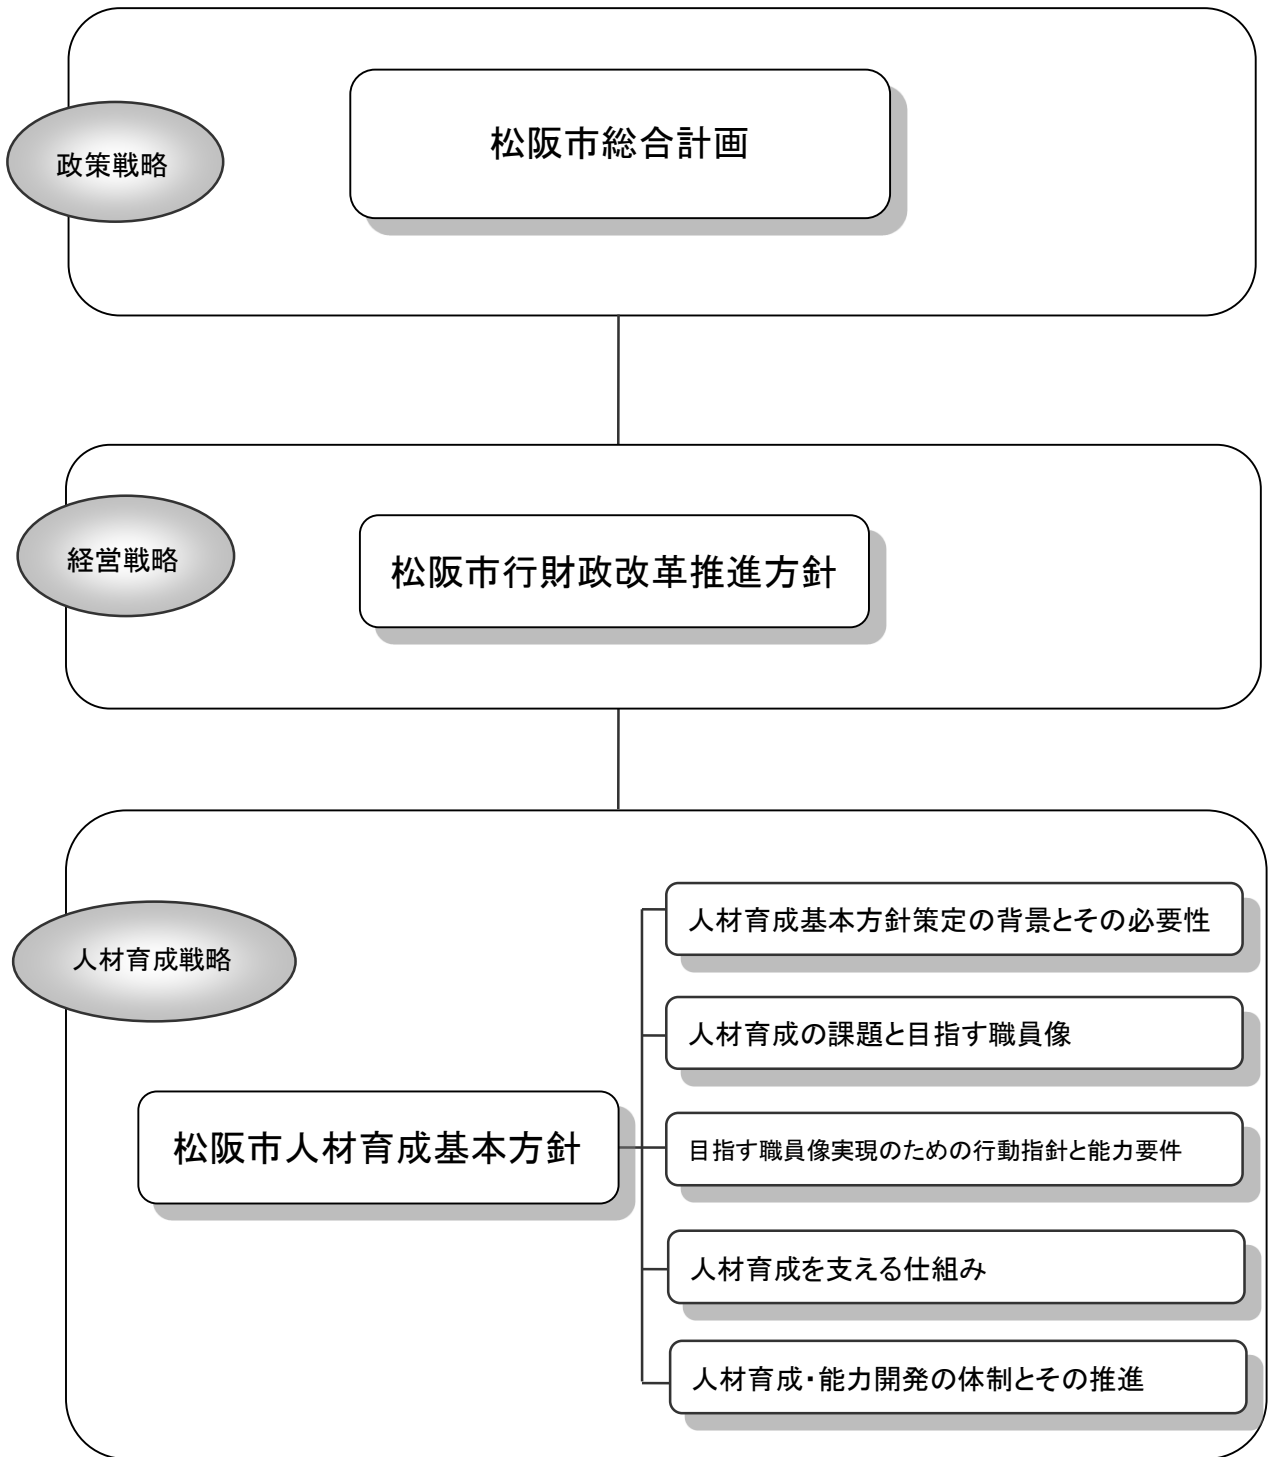 政策戦略
松阪市総合計画
経営戦略
松阪市行財政改革推進方針
人材育成戦略
松阪市人材育成基本方針
人材育成基本方針策定の背景とその必要性
人材育成の課題と目指す職員像
目指す職員像実現のための行動指針と能力要件
人材育成を支える仕組み
人材育成・能力開発の体制とその推進